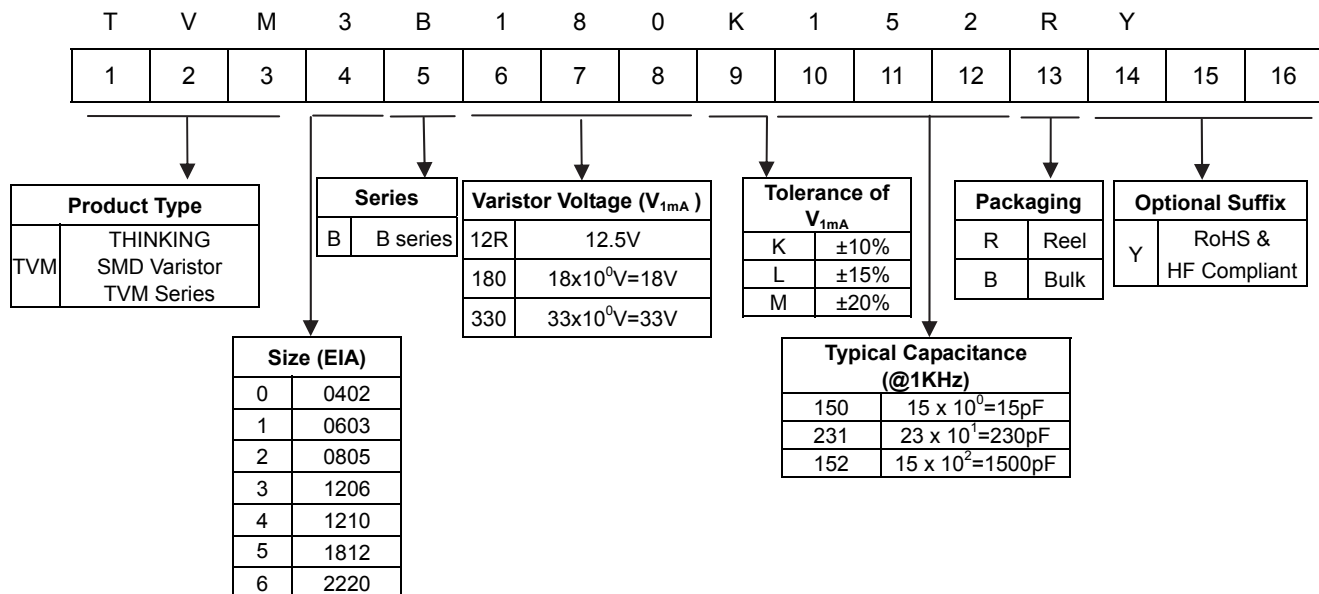 T V M 3 B 1 8 0 K 1 5 2 R Y
1 2 3 4 5 6 7 8 9 10 11 12 13 14 15 16
Product Type
TVM THINKING
SMD Varistor
TVM Series
Series
B B series
Varistor Voltage (V1mA )
12R 12.5V
180 18x10⁰V=18V
330 33x10⁰V=33V
Tolerance of
V1mA
K ±10%
L ±15%
M ±20%
Packaging
R Reel
B Bulk
Optional Suffix
Y RoHS &
HF Compliant
Size (EIA)
0 0402
1 0603
2 0805
3 1206
4 1210
5 1812
6 2220
Typical Capacitance
(@1KHz)
150 15 x 10⁰=15pF
231 23 x 10¹=230pF
152 15 x 10²=1500pF